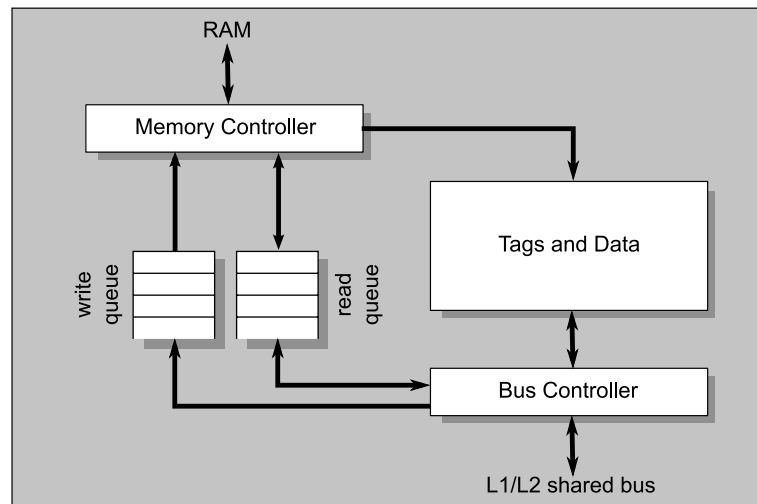 RAM
Memory Controller
Tags and Data
write
queue
read
queue
Bus Controller
L1/L2 shared bus